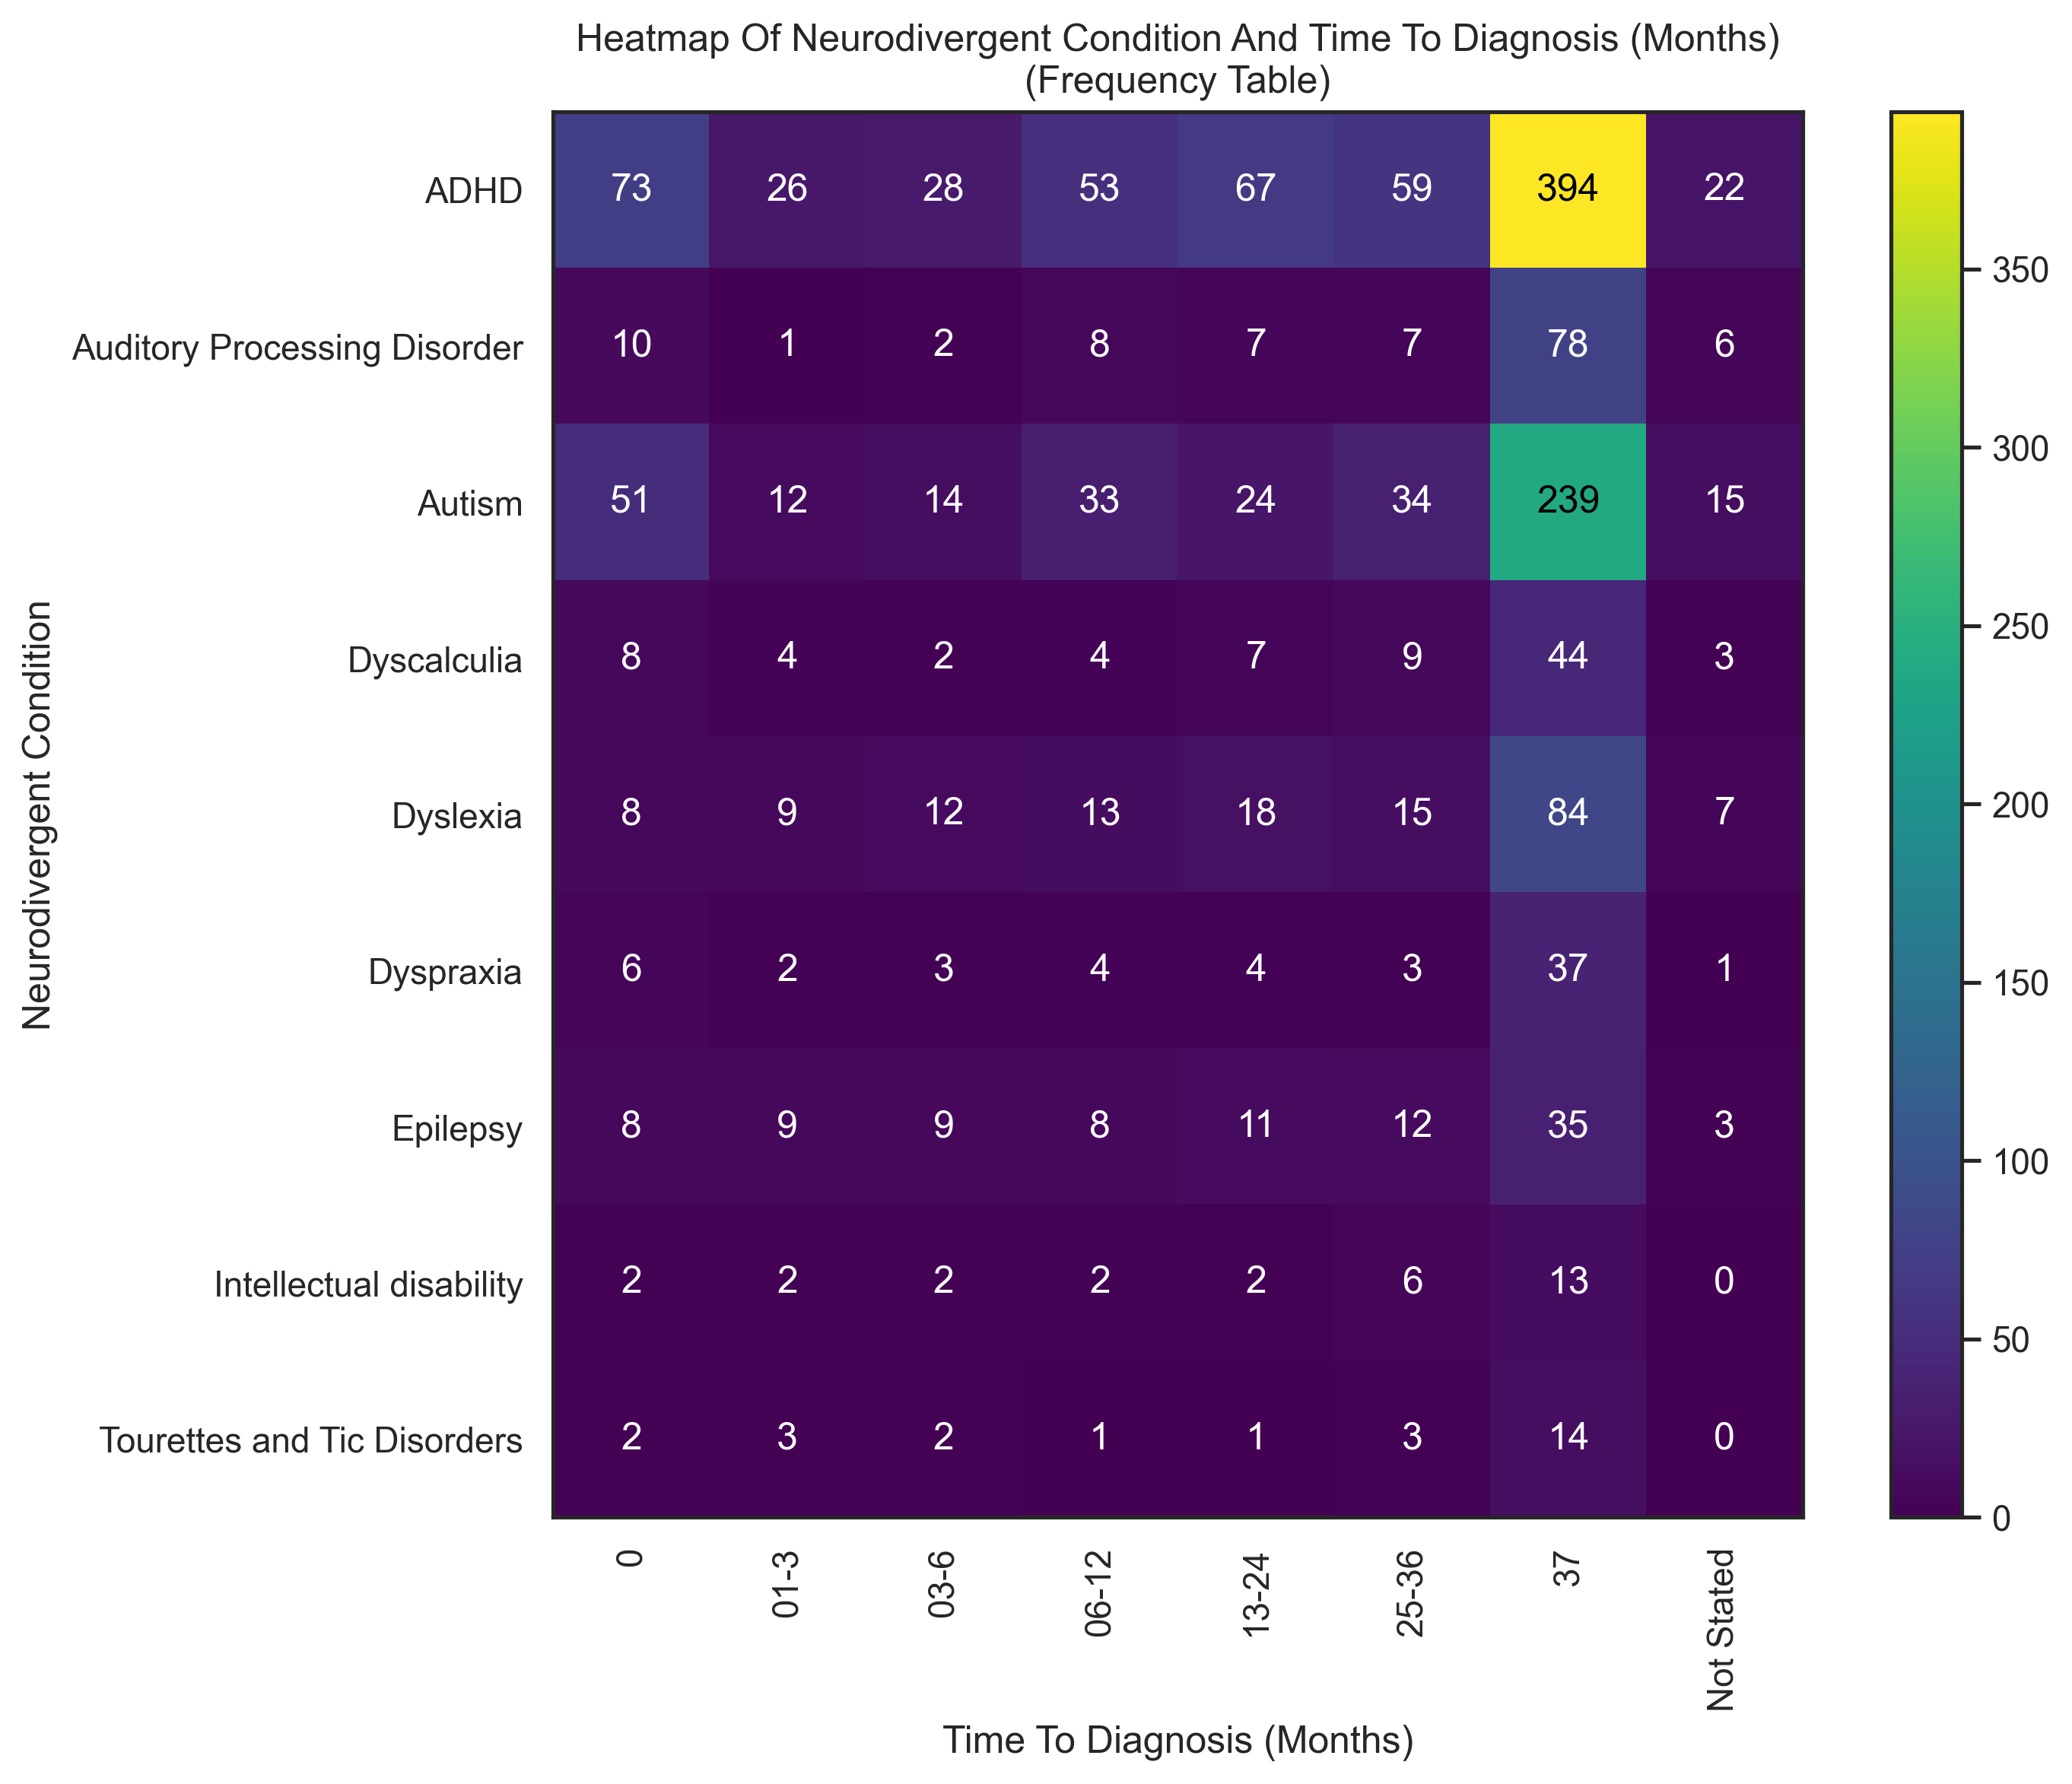 Heatmap Of Neurodivergent Condition And Time To Diagnosis (Months)
(Frequency Table)
Neurodivergent Condition
ADHD 73 26 28 53 67 59 394 22
Auditory Processing Disorder 10 1 2 8 7 7 78 6
Autism 51 12 14 33 24 34 239 15
Dyscalculia 8 4 2 4 7 9 44 3
Dyslexia 8 9 12 13 18 15 84 7
Dyspraxia 6 2 3 4 4 3 37 1
Epilepsy 8 9 9 8 11 12 35 3
Intellectual disability 2 2 2 2 2 6 13 0
Tourettes and Tic Disorders 2 3 2 1 1 3 14 0
0 01-3 03-6 06-12 13-24 25-36 37 Not Stated
Time To Diagnosis (Months)
350
300
250
200
150
100
50
0